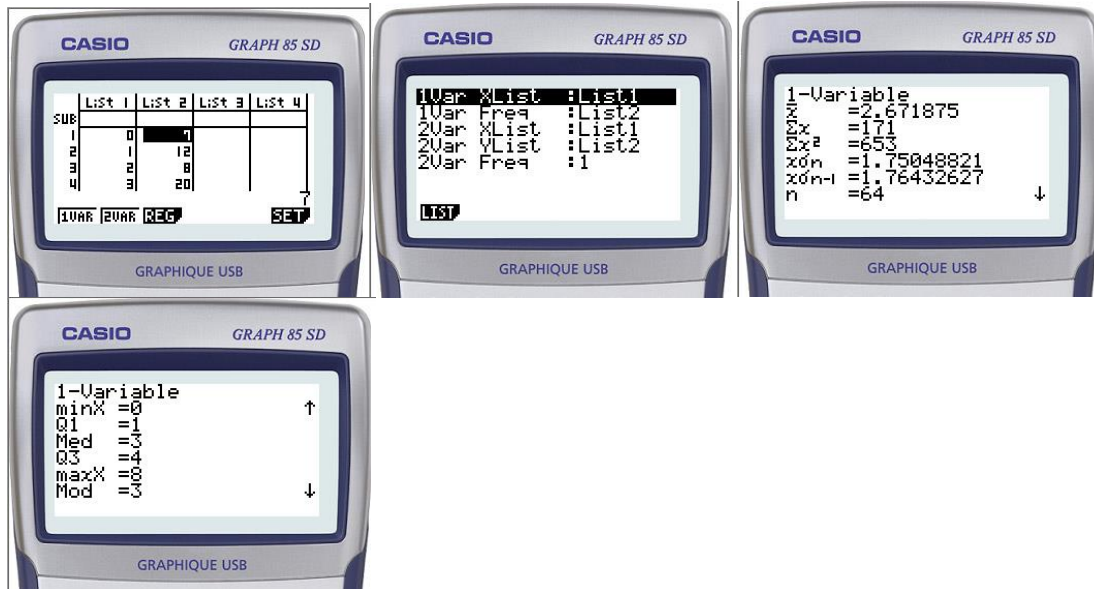 CASIO GRAPH 85 SD
List 1 List 2 List 3 List 4
SUB
1 0 7
2 1 12
3 2 8
4 3 20
7
1VAR 2VAR REG SET
GRAPHIQUE USB
CASIO GRAPH 85 SD
1Var XList :List1
1Var Freq :List2
2Var XList :List1
2Var YList :List2
2Var Freq :1
LIST
GRAPHIQUE USB
CASIO GRAPH 85 SD
1-Variable
x̄ =2.671875
Σx =171
Σx² =653
xσn =1.75048821
xσn-1 =1.76432627
n =64 ↓
GRAPHIQUE USB
CASIO GRAPH 85 SD
1-Variable
minX =0 ↑
Q1 =1
Med =3
Q3 =4
maxX =8
Mod =3 ↓
GRAPHIQUE USB